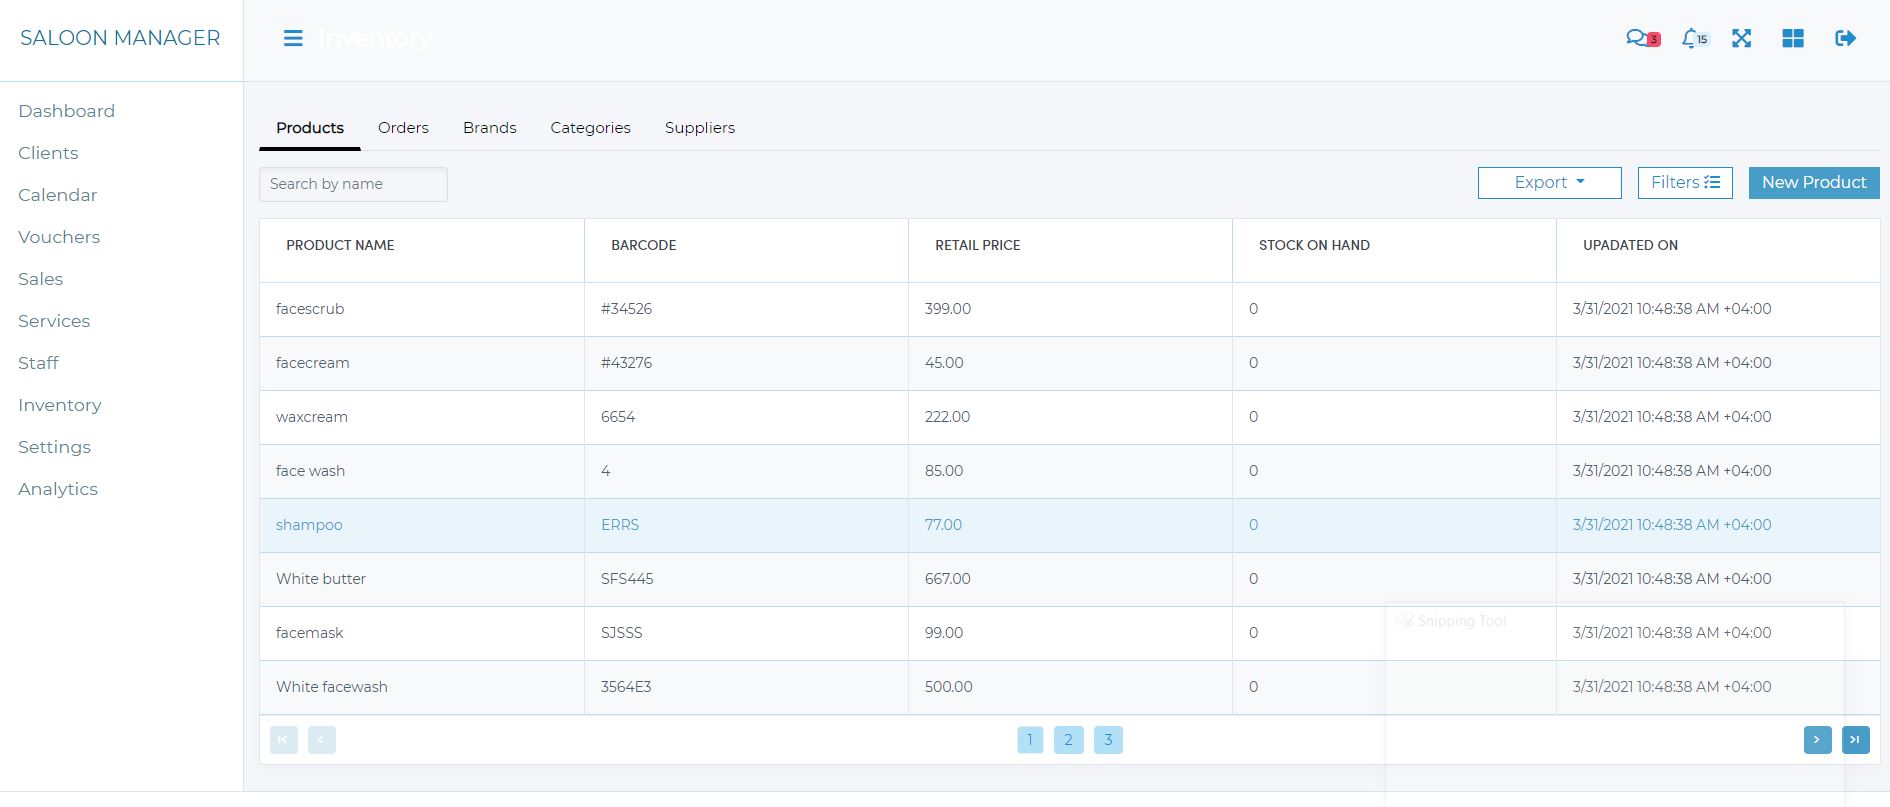 SALOON MANAGER
Inventory
3
15
Dashboard
Clients
Calendar
Vouchers
Sales
Services
Staff
Inventory
Settings
Analytics
Products Orders Brands Categories Suppliers
Search by name
Export
Filters
New Product
PRODUCT NAME BARCODE RETAIL PRICE STOCK ON HAND UPADATED ON
facescrub #34526 399.00 0 3/31/2021 10:48:38 AM +04:00
facecream #43276 45.00 0 3/31/2021 10:48:38 AM +04:00
waxcream 6654 222.00 0 3/31/2021 10:48:38 AM +04:00
face wash 4 85.00 0 3/31/2021 10:48:38 AM +04:00
shampoo ERRS 77.00 0 3/31/2021 10:48:38 AM +04:00
White butter SFS445 667.00 0 3/31/2021 10:48:38 AM +04:00
facemask SJSSS 99.00 0 3/31/2021 10:48:38 AM +04:00
Snipping Tool
White facewash 3564E3 500.00 0 3/31/2021 10:48:38 AM +04:00
1 2 3